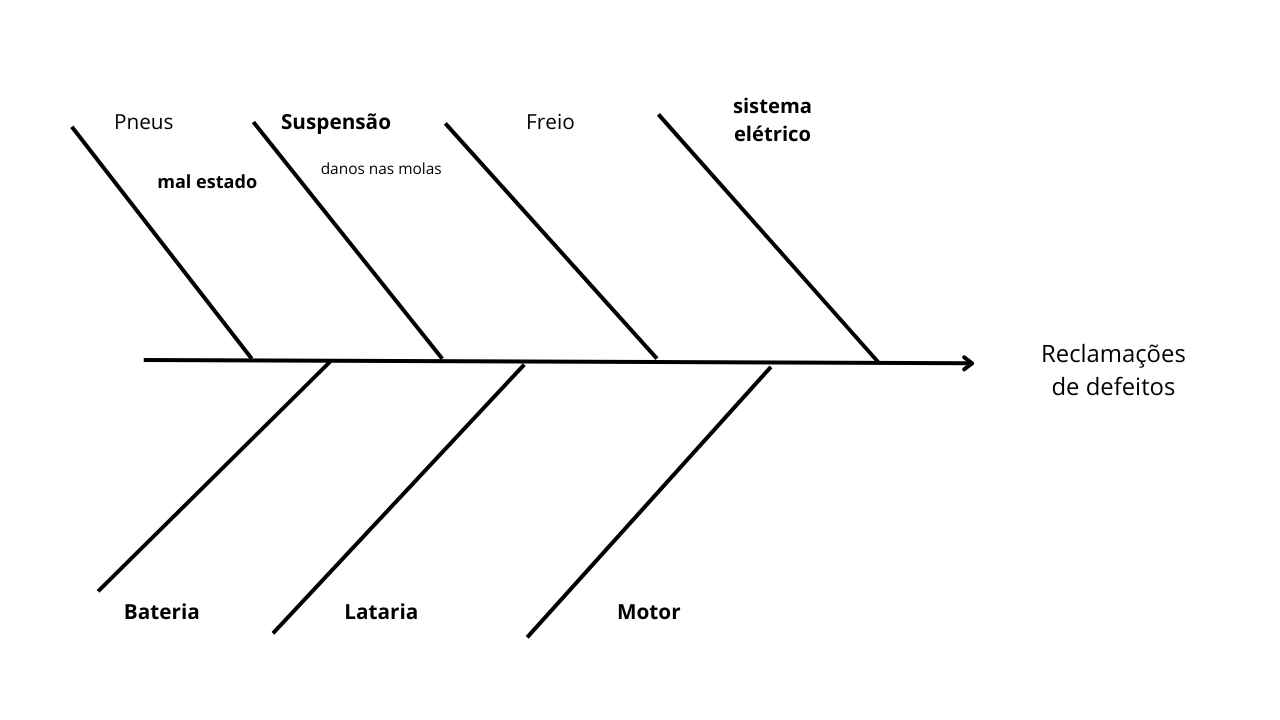 Pneus
Suspensão
Freio
sistema
elétrico
mal estado
danos nas molas
Reclamações
de defeitos
Bateria
Lataria
Motor